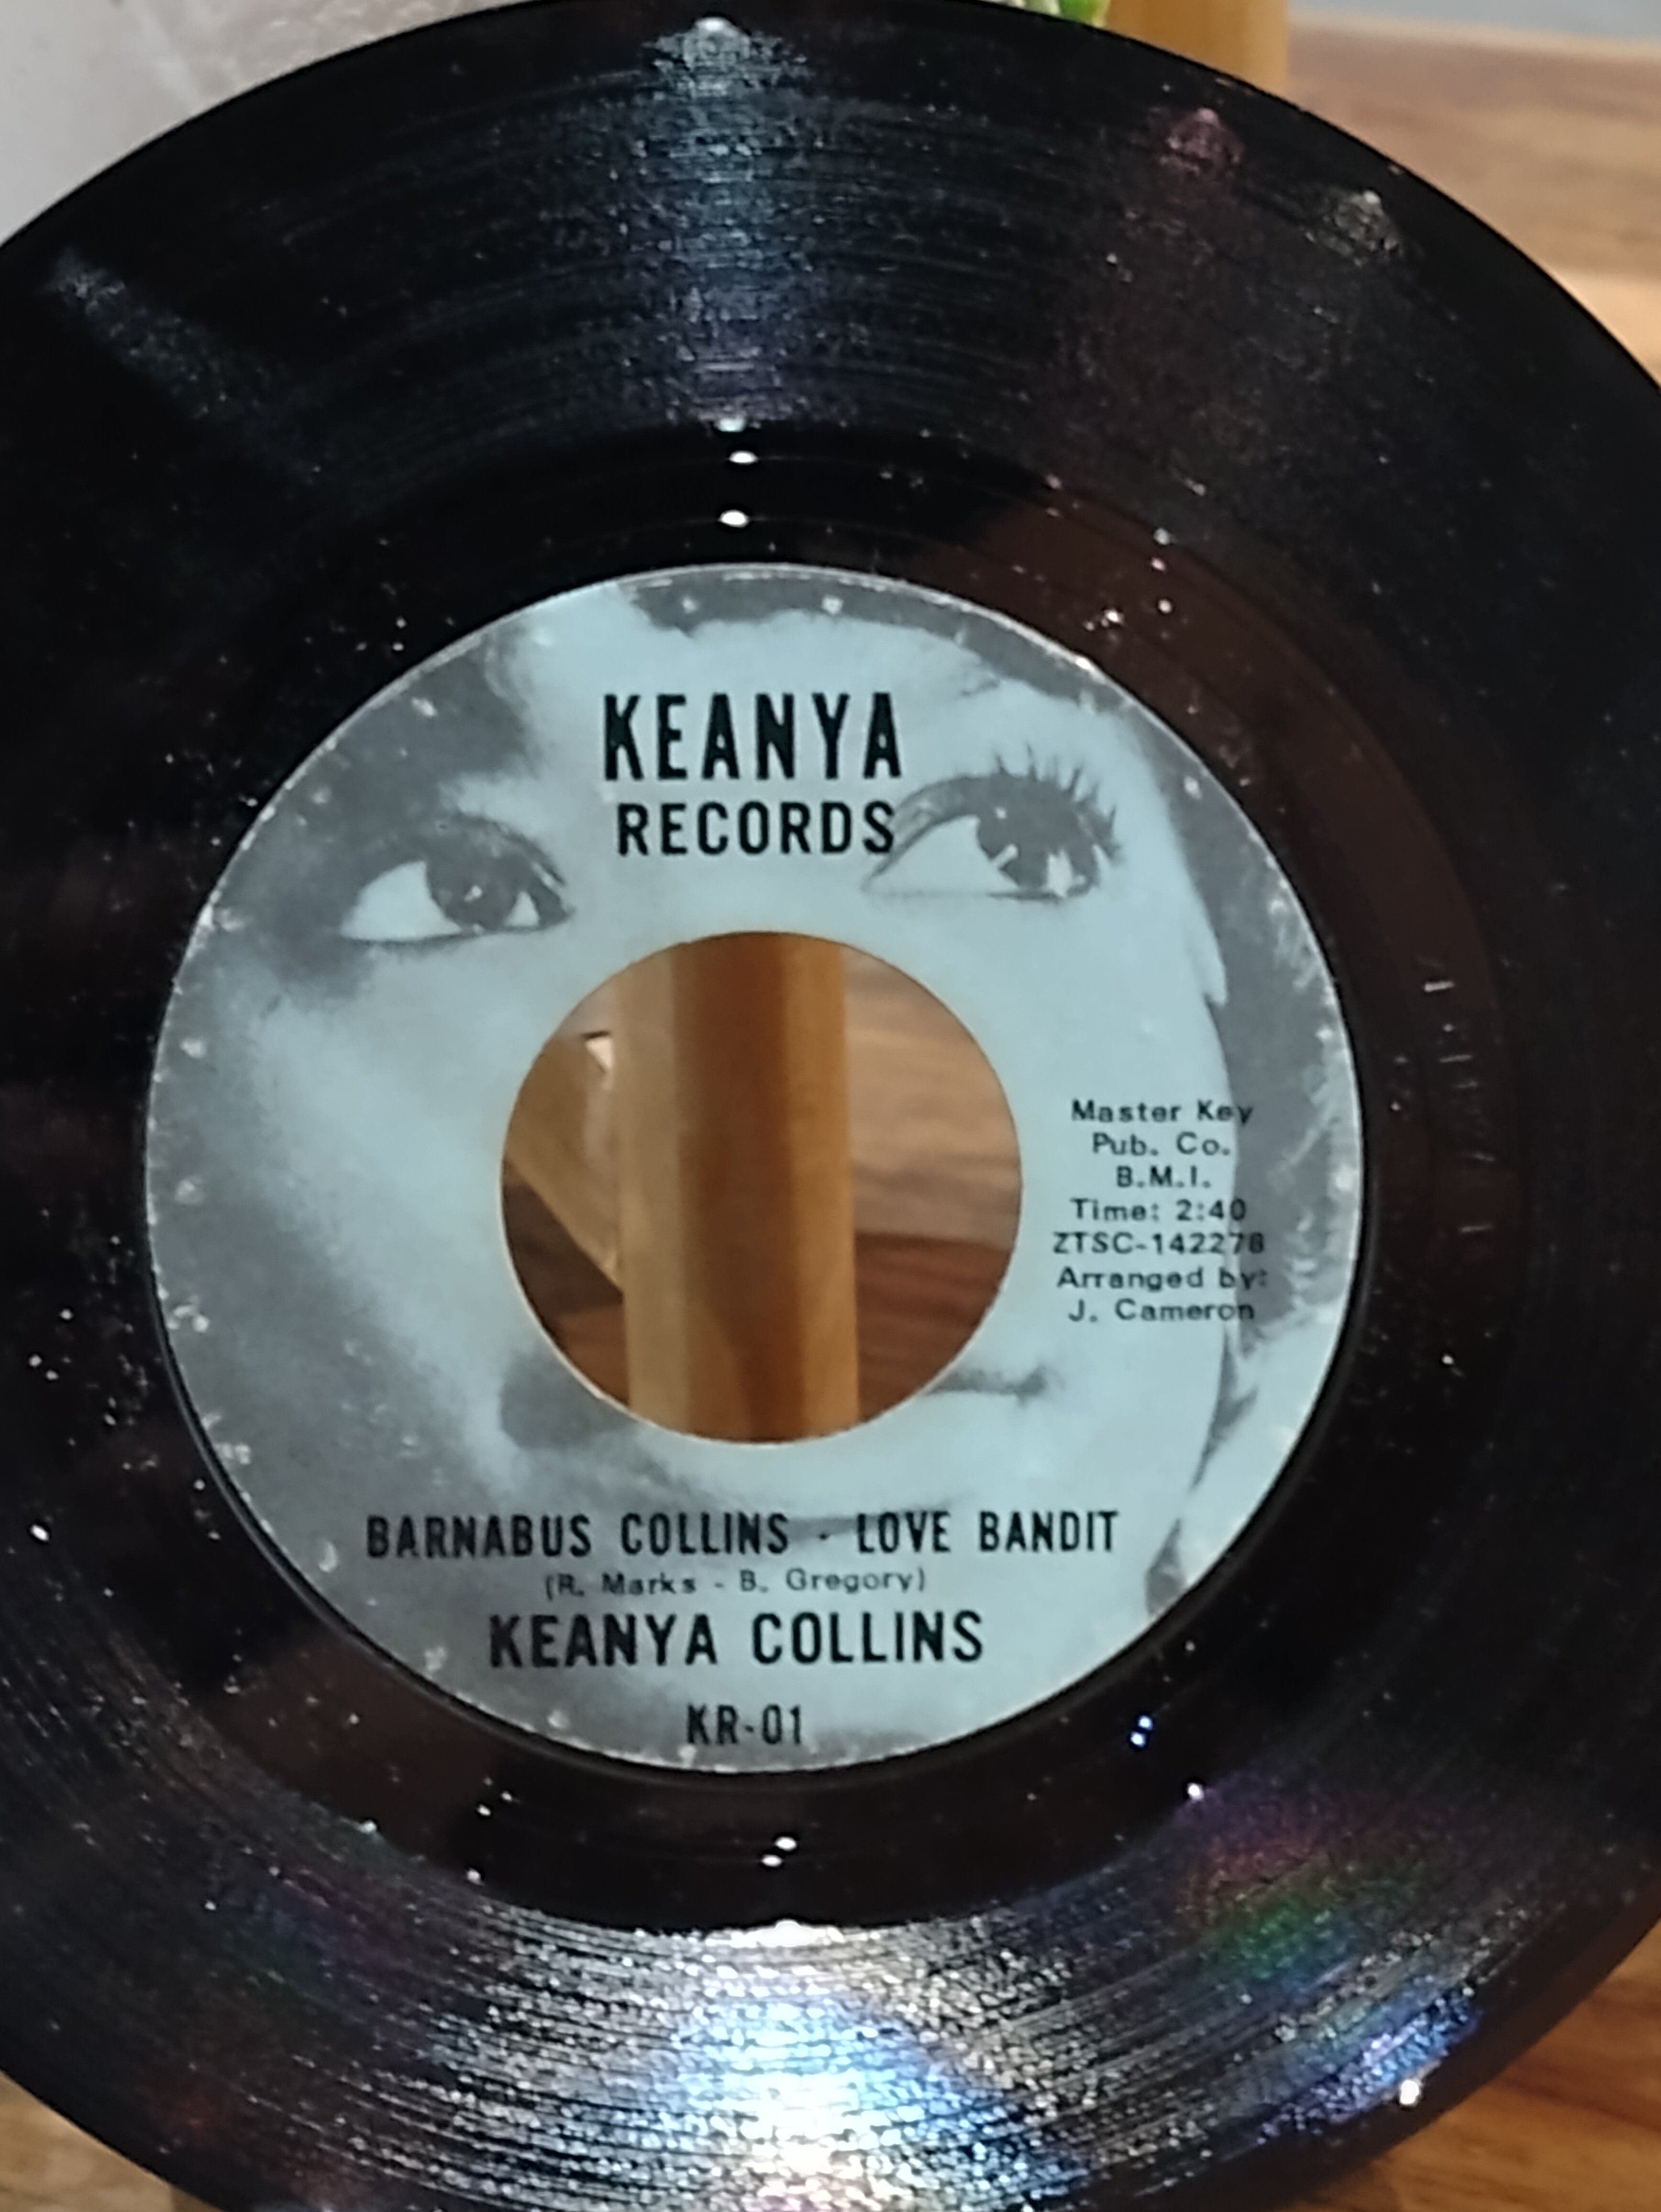 KEANYA
RECORDS
Master Key
Pub. Co.
B.M.I.
Time: 2:40
ZTSC-142278
Arranged by:
J. Cameron
BARNABUS COLLINS - LOVE BANDIT
(R. Marks - B. Gregory)
KEANYA COLLINS
KR-01